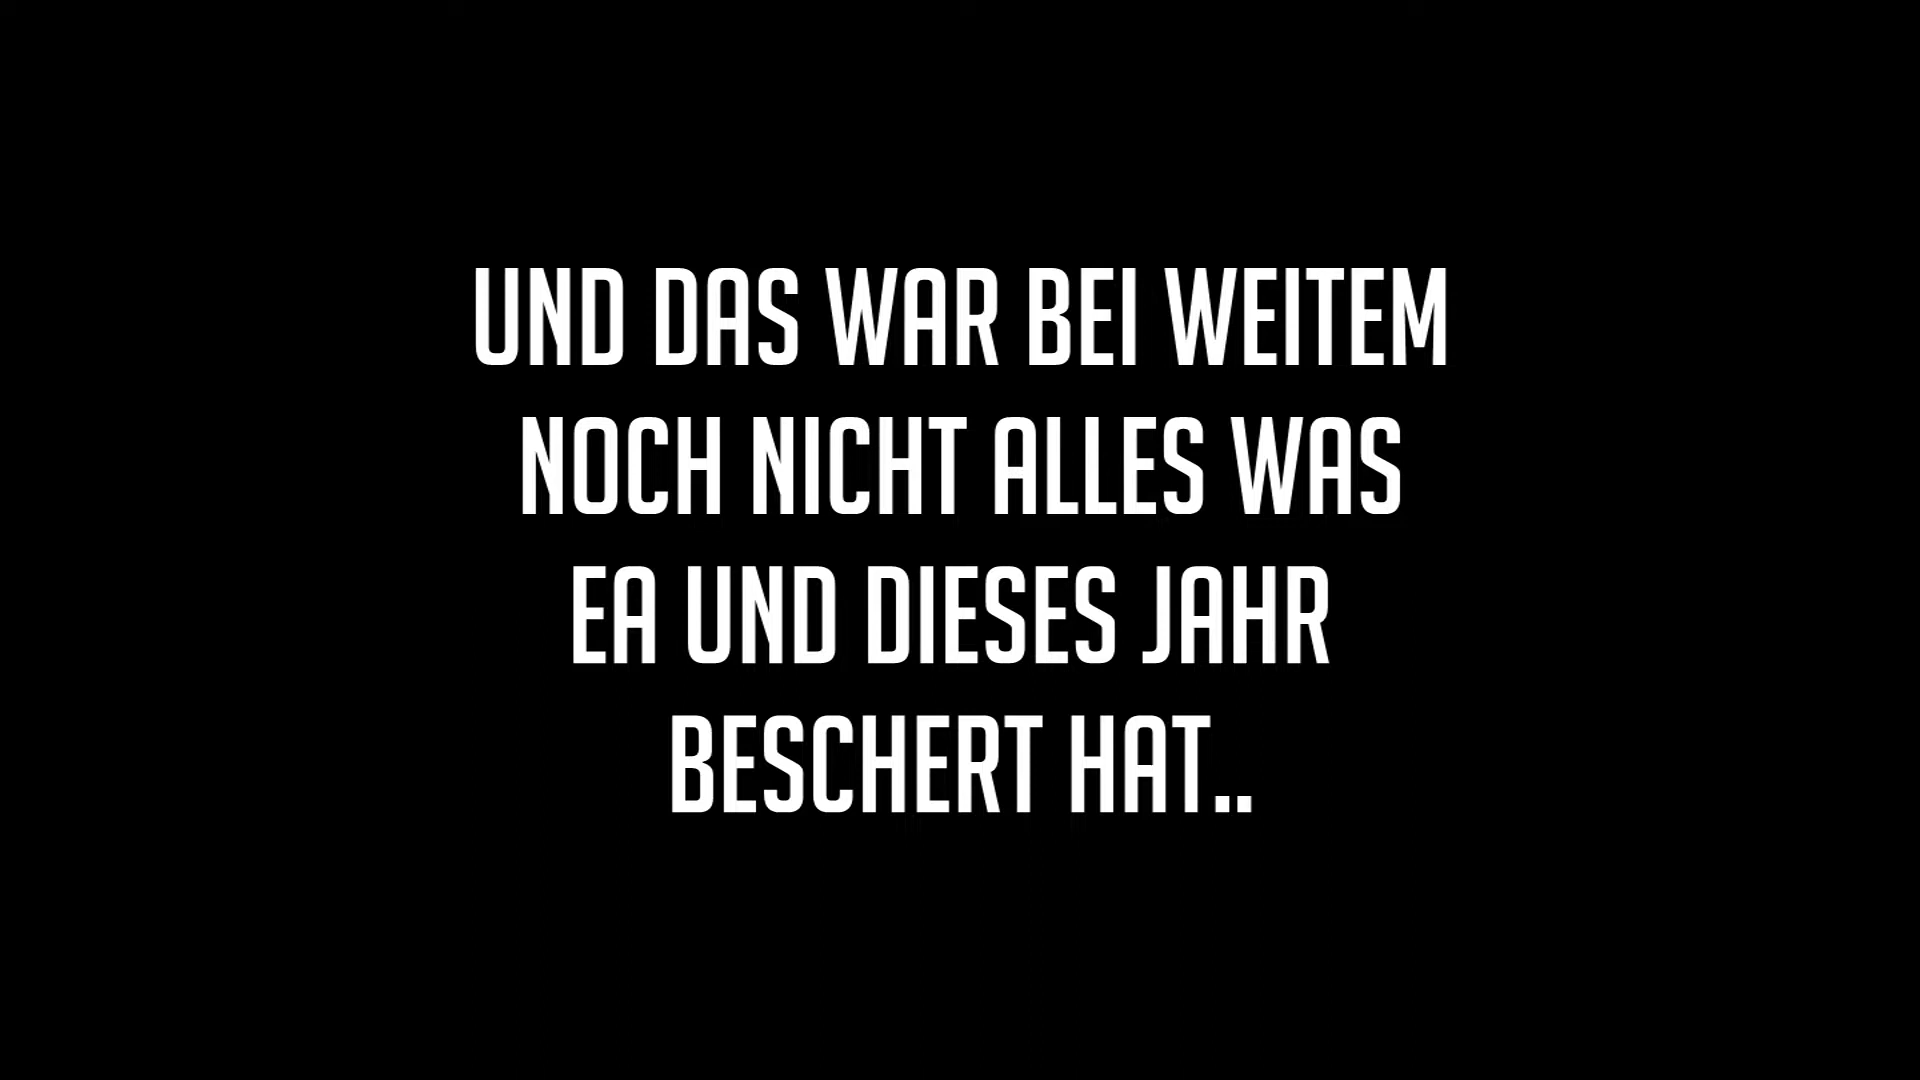 UND DAS WAR BEI WEITEM
NOCH NICHT ALLES WAS
EA UND DIESES JAHR
BESCHERT HAT..